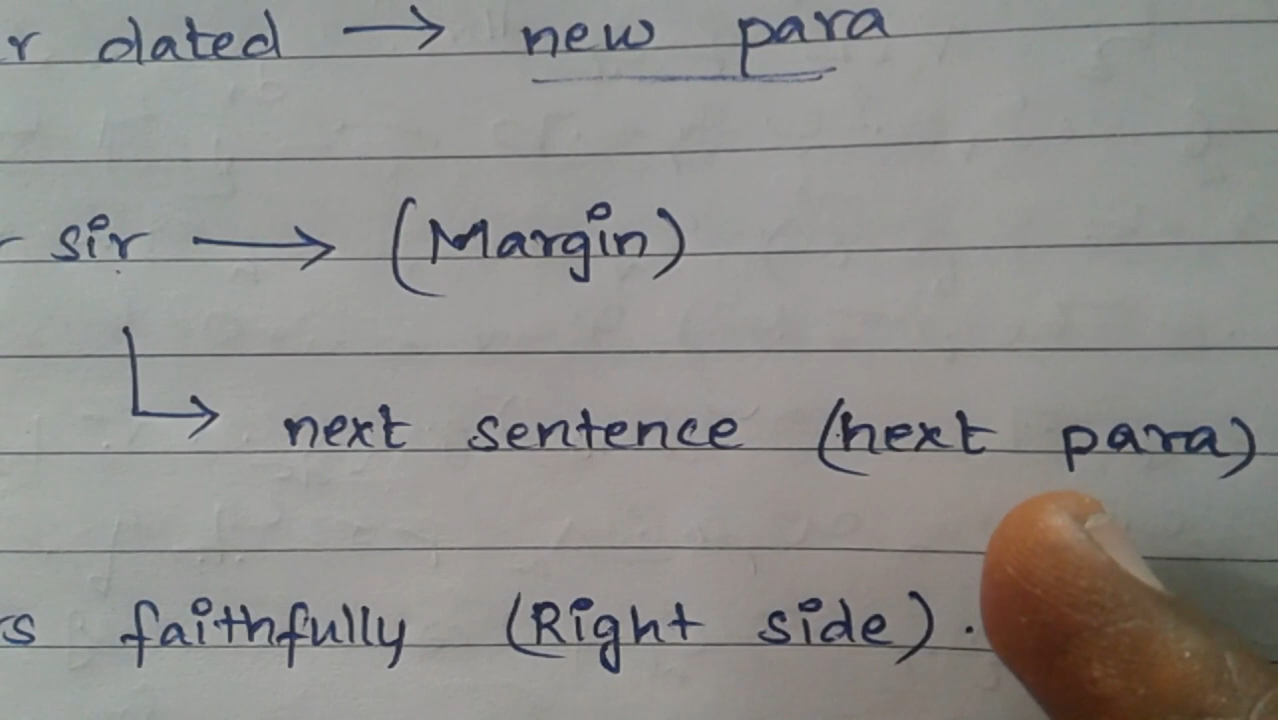 r dated → new para
r sir → (Margin)
↳ next sentence (next para)
s faithfully (Right side).